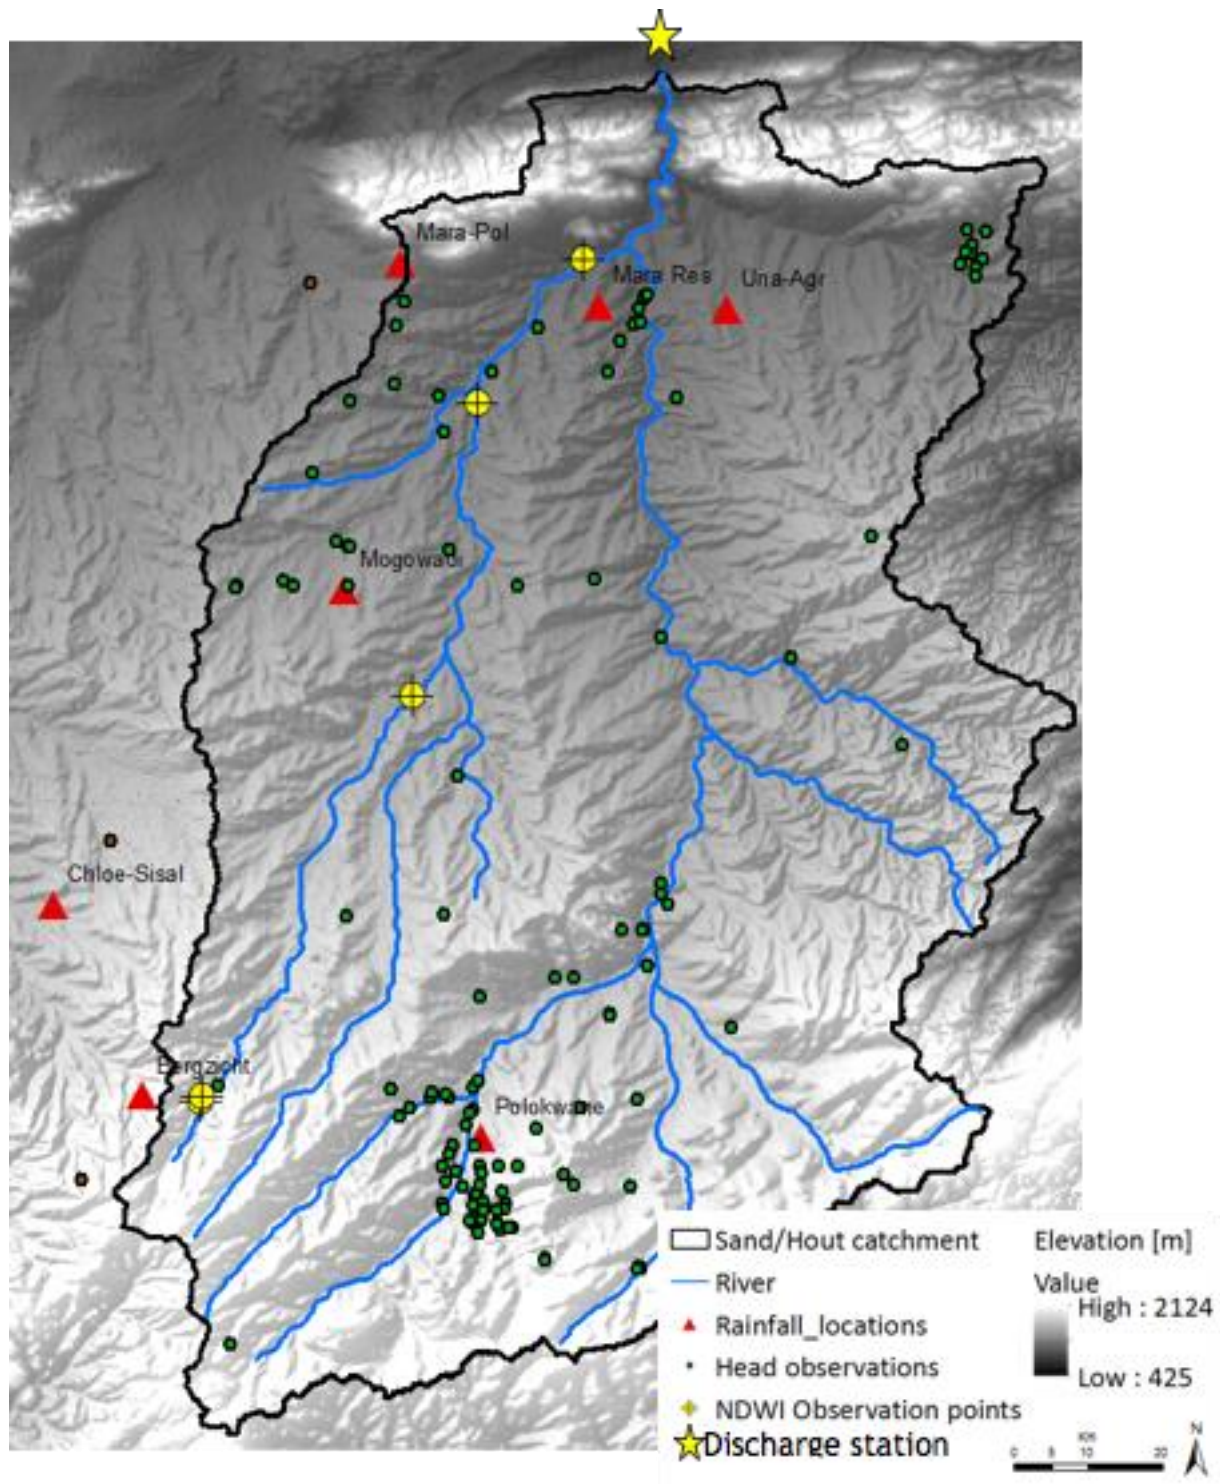 Mara-Pol
Mara Res
Una-Agr
Mogowadi
Chloe-Sisal
Bergzicht
Polokwane
Sand/Hout catchment
River
Rainfall_locations
Head observations
NDWI Observation points
Discharge station
Elevation [m]
Value
High : 2124
Low : 425
N
Km
0 5 10 20